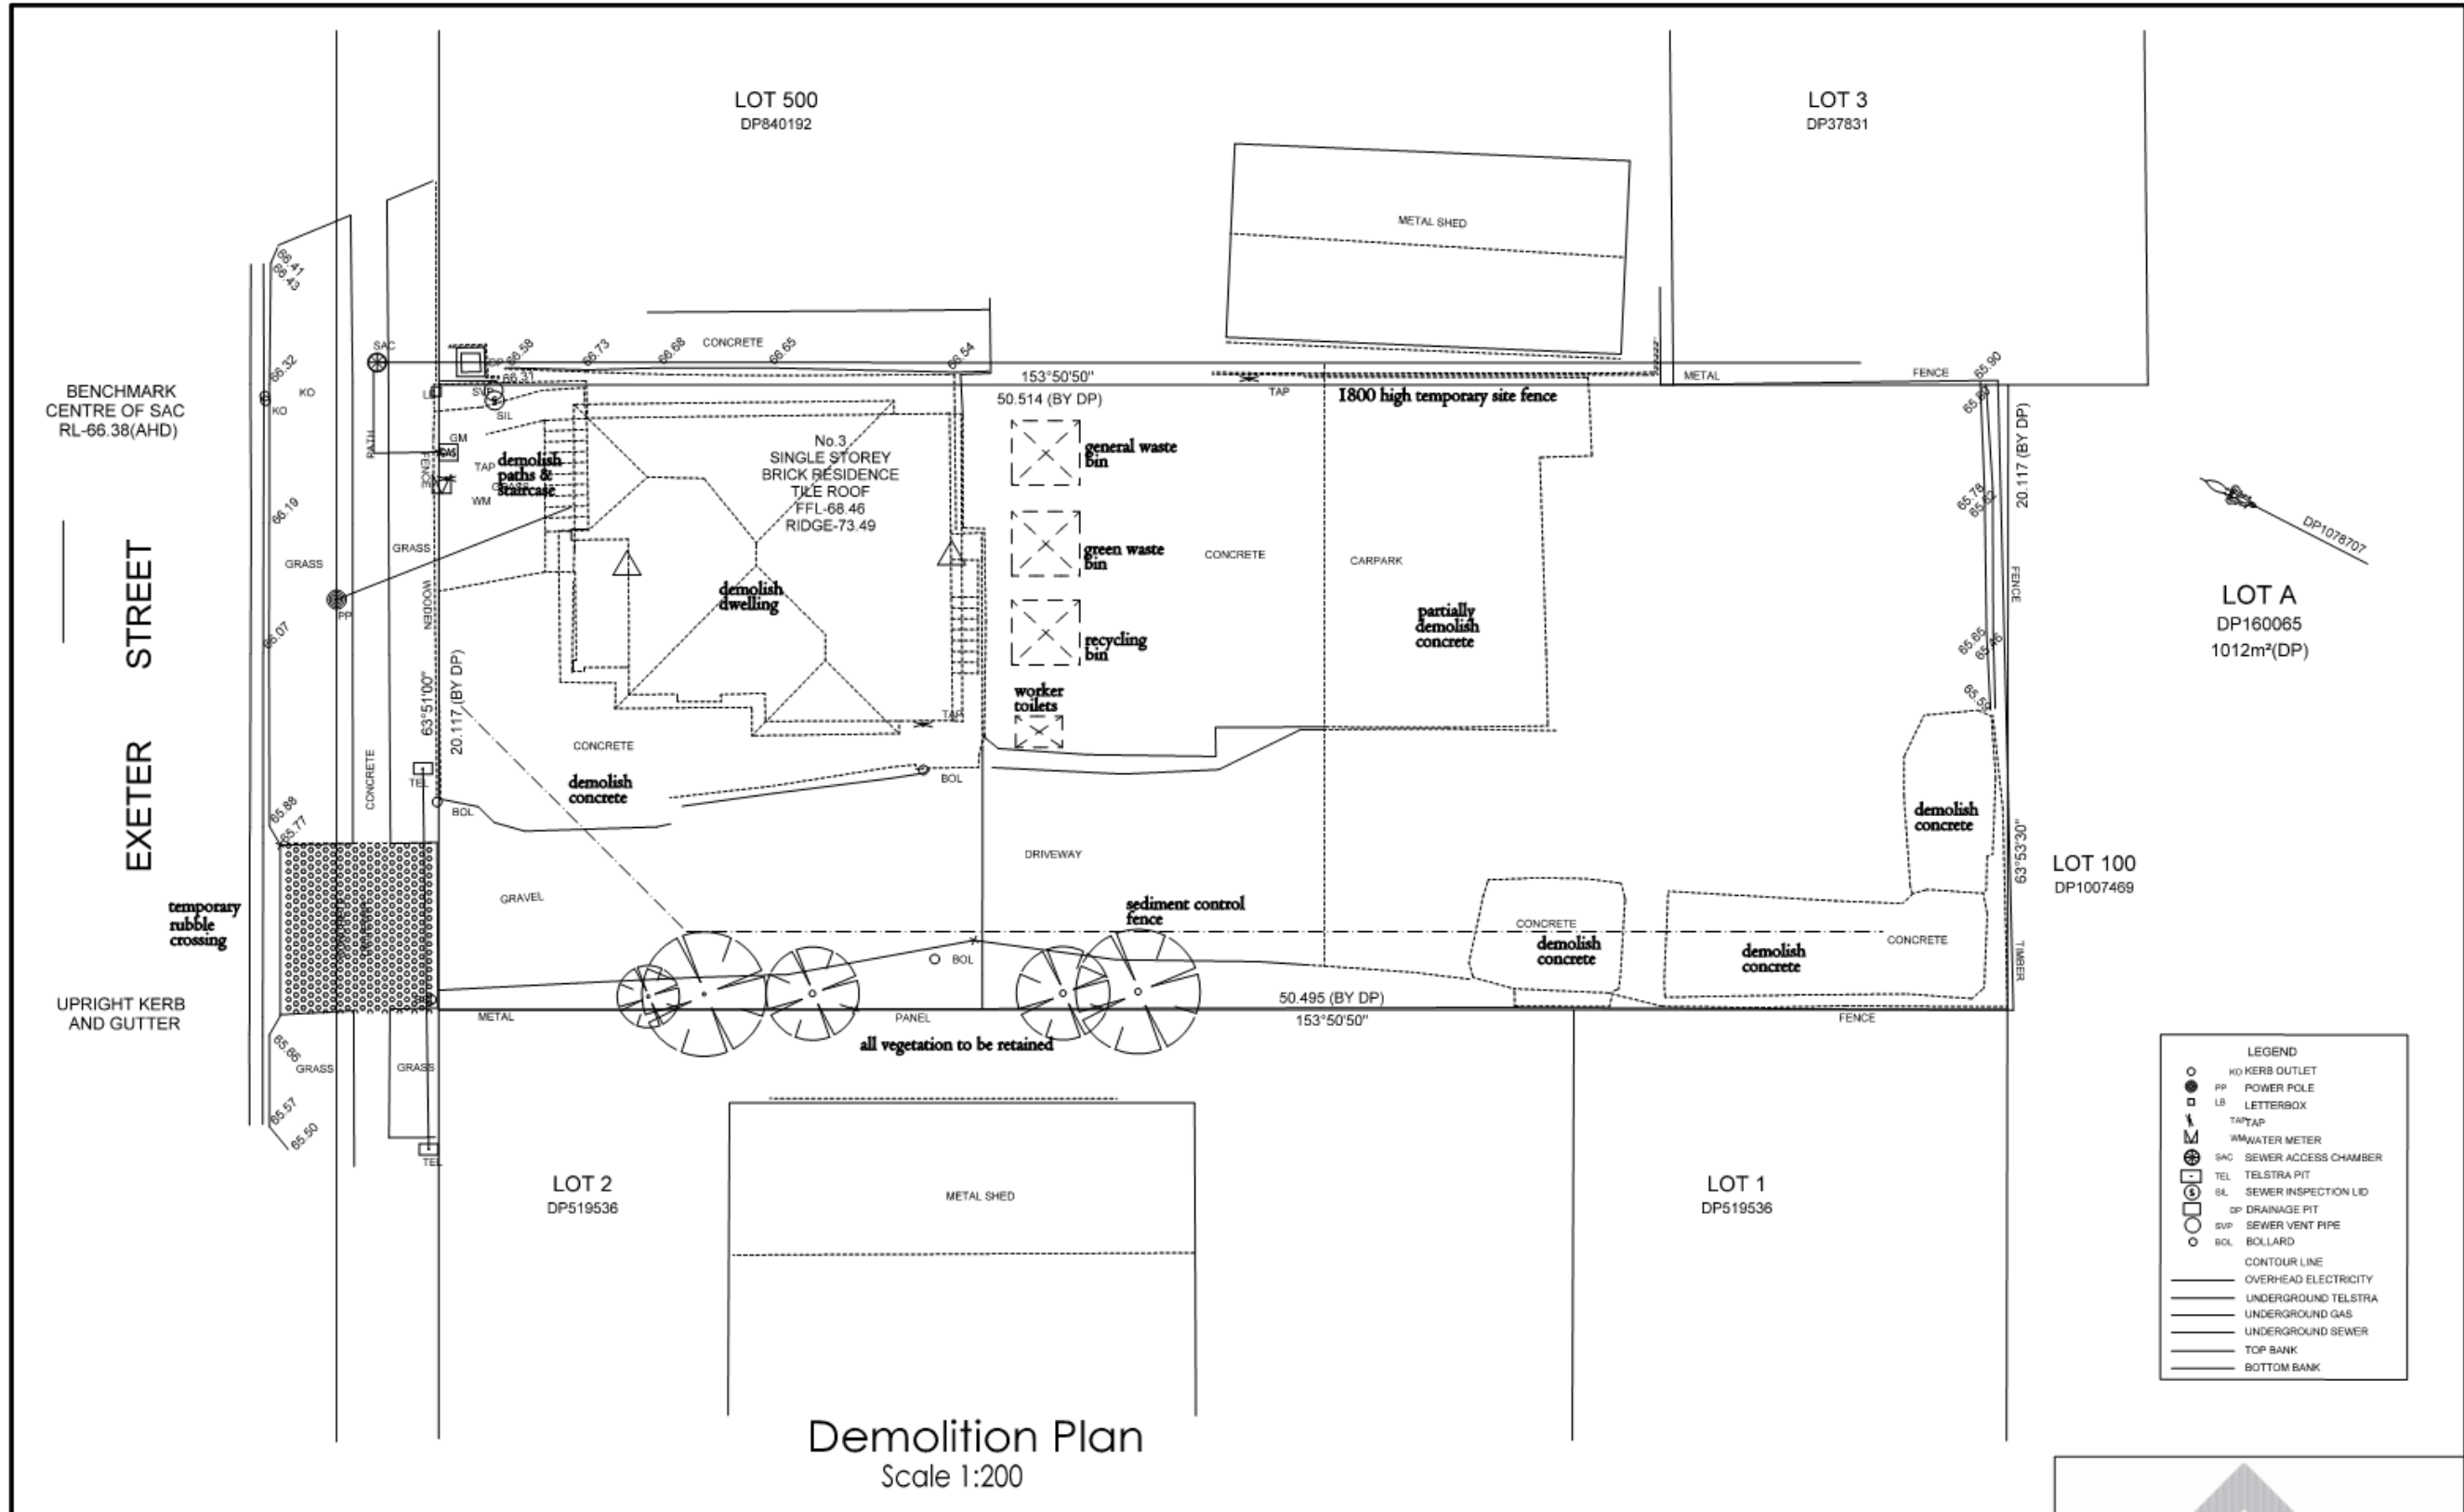 LOT 500
DP840192
LOT 3
DP37831
METAL SHED
66.41
66.43
SAC
66.58
66.73
66.68
CONCRETE
66.65
66.54
66.32
KO
KO
BENCHMARK
CENTRE OF SAC
RL-66.38(AHD)
66.31
SVP
SIL
153°50'50"
50.514 (BY DP)
TAP
1800 high temporary site fence
METAL
FENCE
65.90
20.117 (BY DP)
PATH
GM
GAS
TAP
WM
demolish
paths &
staircase
No.3
SINGLE STOREY
BRICK RESIDENCE
TILE ROOF
FFL-68.46
RIDGE-73.49
general waste
bin
green waste
bin
recycling
bin
worker
toilets
CONCRETE
CARPARK
partially
demolish
concrete
65.78
65.62
65.65
65.46
65.59
FENCE
DP1078707
LOT A
DP160065
1012m²(DP)
66.19
GRASS
GRASS
WOODEN
PP
66.07
EXETER STREET
demolish
dwelling
63°51'00"
20.117 (BY DP)
TAP
CONCRETE
demolish
concrete
BOL
CONCRETE
TEL
BOL
65.88
65.77
DRIVEWAY
GRAVEL
temporary
rubble
crossing
sediment control
fence
BOL
CONCRETE
demolish
concrete
demolish
concrete
CONCRETE
demolish
concrete
63°53'30"
TIMBER
LOT 100
DP1007469
UPRIGHT KERB
AND GUTTER
METAL
PANEL
50.495 (BY DP)
153°50'50"
FENCE
all vegetation to be retained
65.66
GRASS
GRASS
65.57
65.50
TEL
LOT 2
DP519536
METAL SHED
LOT 1
DP519536
LEGEND
KO KERB OUTLET
PP POWER POLE
LB LETTERBOX
TAP TAP
WM WATER METER
SAC SEWER ACCESS CHAMBER
TEL TELSTRA PIT
SIL SEWER INSPECTION LID
DP DRAINAGE PIT
SVP SEWER VENT PIPE
BOL BOLLARD
CONTOUR LINE
OVERHEAD ELECTRICITY
UNDERGROUND TELSTRA
UNDERGROUND GAS
UNDERGROUND SEWER
TOP BANK
BOTTOM BANK
Demolition Plan
Scale 1:200